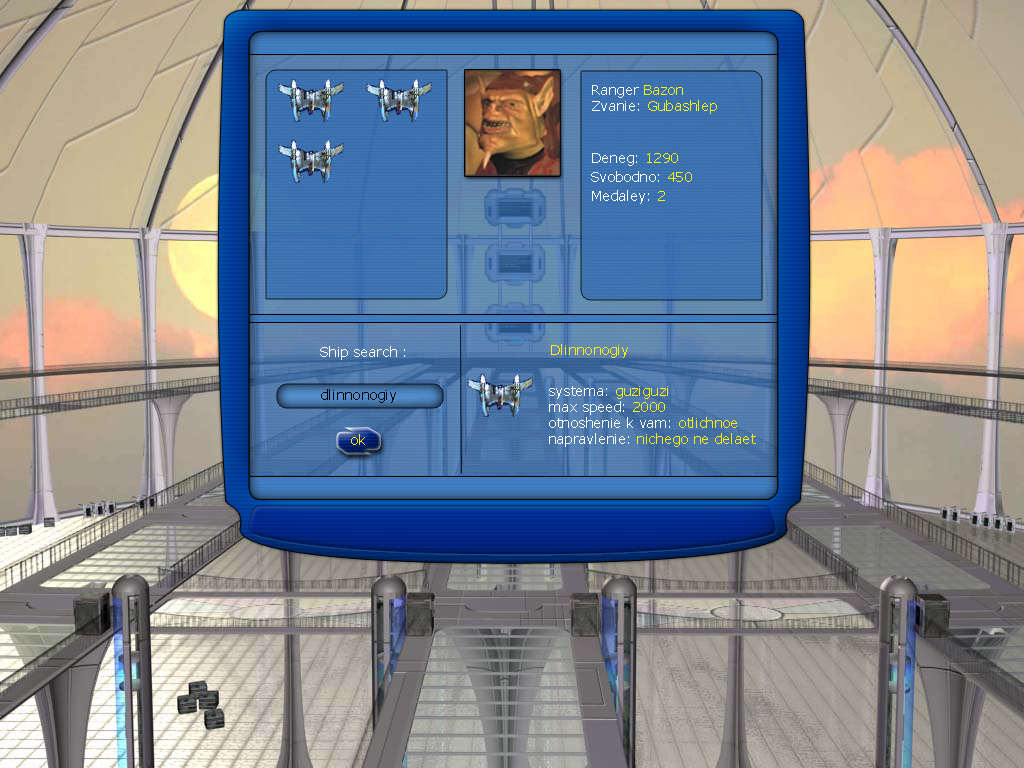 Ranger Bazon
Zvanie: Gubashlep
Deneg: 1290
Svobodno: 450
Medaley: 2
Ship search :
dlinnonogiy
ok
Dlinnonogiy
systema: guziguzi
max speed: 2000
otnoshenie k vam: otlichnoe
napravlenie: nichego ne delaet